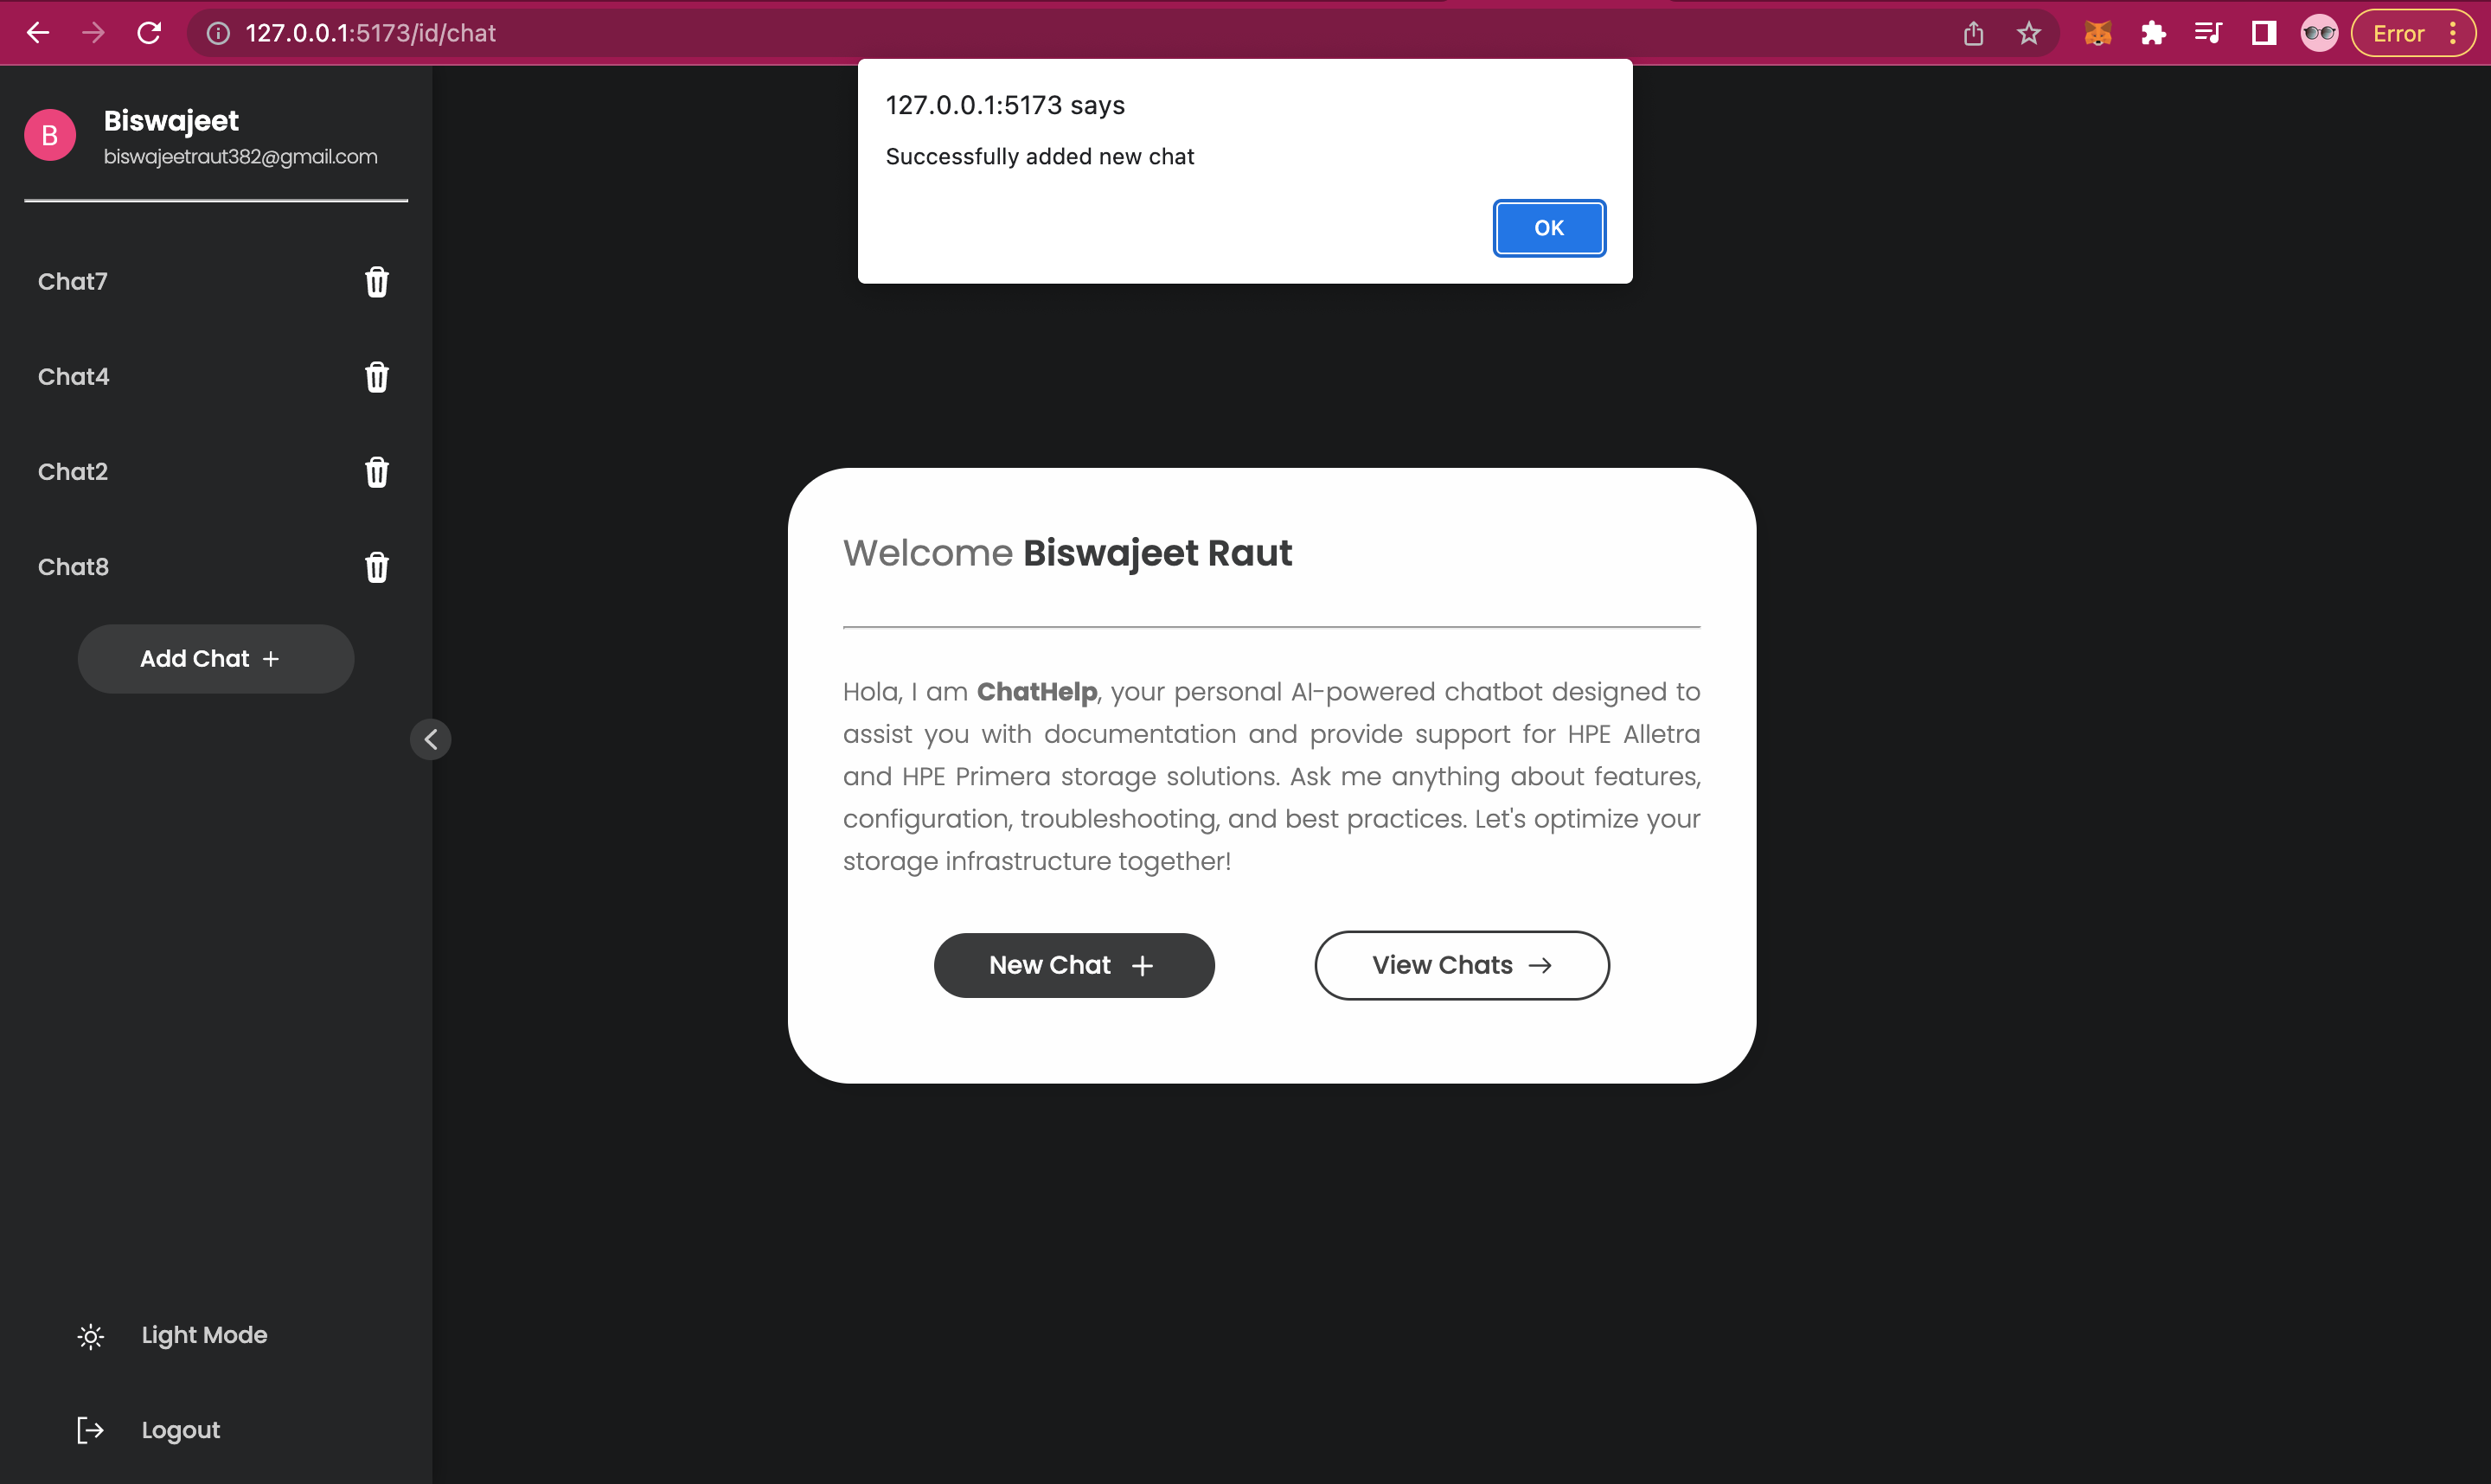 127.0.0.1:5173/id/chat
Error
127.0.0.1:5173 says
Successfully added new chat
OK
B
Biswajeet
biswajeetraut382@gmail.com
Chat7
Chat4
Chat2
Chat8
Add Chat +
Welcome Biswajeet Raut
Hola, I am ChatHelp, your personal AI-powered chatbot designed to
assist you with documentation and provide support for HPE Alletra
and HPE Primera storage solutions. Ask me anything about features,
configuration, troubleshooting, and best practices. Let's optimize your
storage infrastructure together!
New Chat +
View Chats →
Light Mode
Logout